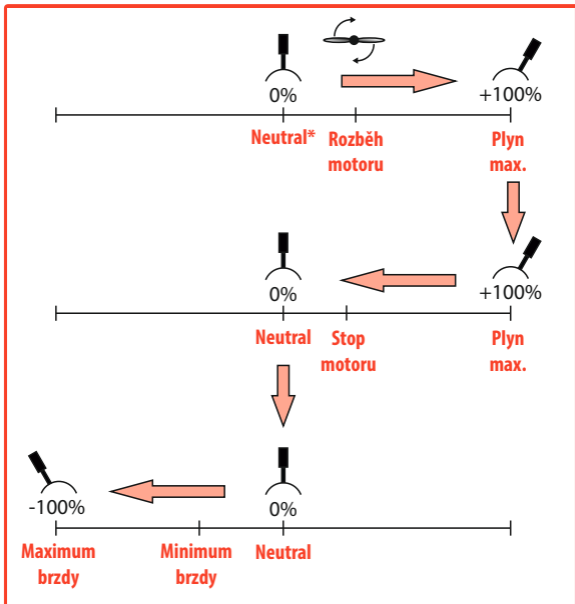 0%
+100%
Neutral* Rozběh Plyn
motoru max.
0%
+100%
Neutral Stop Plyn
motoru max.
-100%
0%
Maximum Minimum Neutral
brzdy brzdy